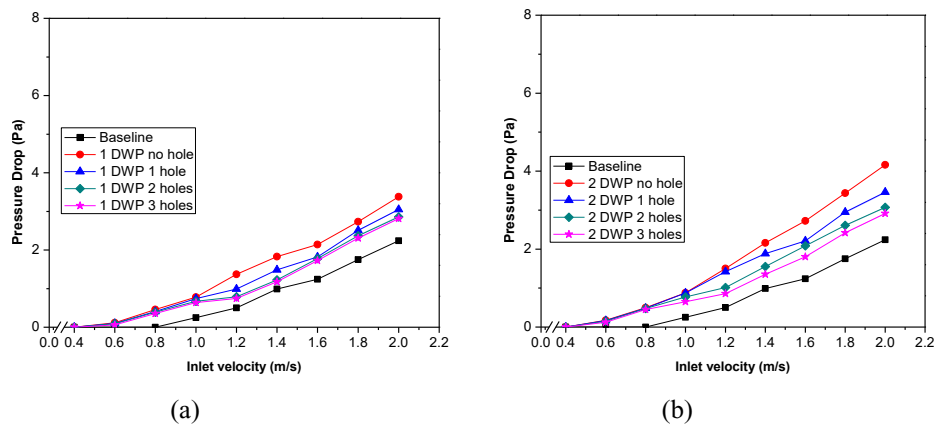 8
6
4
2
0
Pressure Drop (Pa)
Baseline
1 DWP no hole
1 DWP 1 hole
1 DWP 2 holes
1 DWP 3 holes
0.0 0.4 0.6 0.8 1.0 1.2 1.4 1.6 1.8 2.0 2.2
Inlet velocity (m/s)
(a)
8
6
4
2
0
Pressure Drop (Pa)
Baseline
2 DWP no hole
2 DWP 1 hole
2 DWP 2 holes
2 DWP 3 holes
0.0 0.4 0.6 0.8 1.0 1.2 1.4 1.6 1.8 2.0 2.2
Inlet velocity (m/s)
(b)